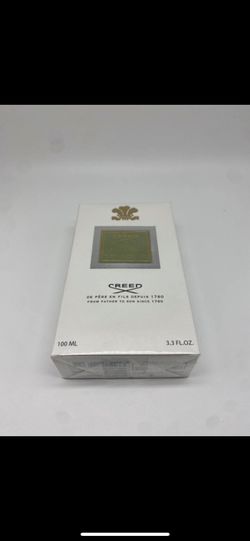 CREED
DE PÈRE EN FILS DEPUIS 1760
FROM FATHER TO SON SINCE 1760
100 ML
3.3 FL.OZ.